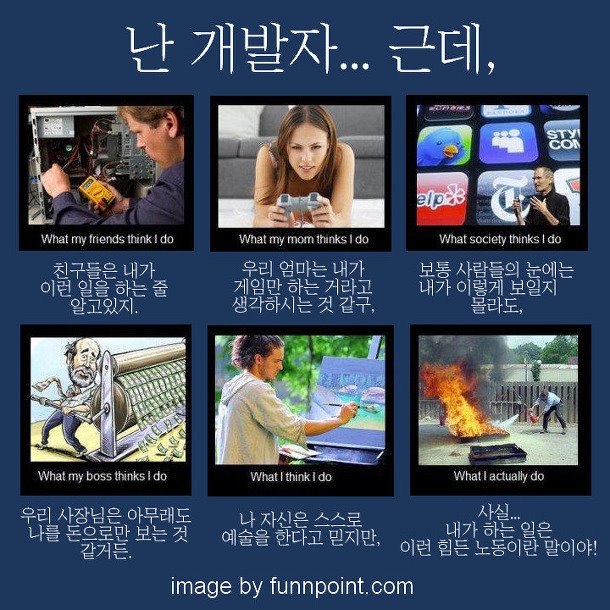 난 개발자... 근데,
What my friends think I do
What my mom thinks I do
What society thinks I do
친구들은 내가
이런 일을 하는 줄
알고있지.
우리 엄마는 내가
게임만 하는 거라고
생각하시는 것 같구,
보통 사람들의 눈에는
내가 이렇게 보일지
몰라도,
What my boss thinks I do
What I think I do
What I actually do
우리 사장님은 아무래도
나를 돈으로만 보는 것
같거든.
나 자신은 스스로
예술을 한다고 믿지만,
사실...
내가 하는 일은
이런 힘든 노동이란 말이야!
image by funnpoint.com